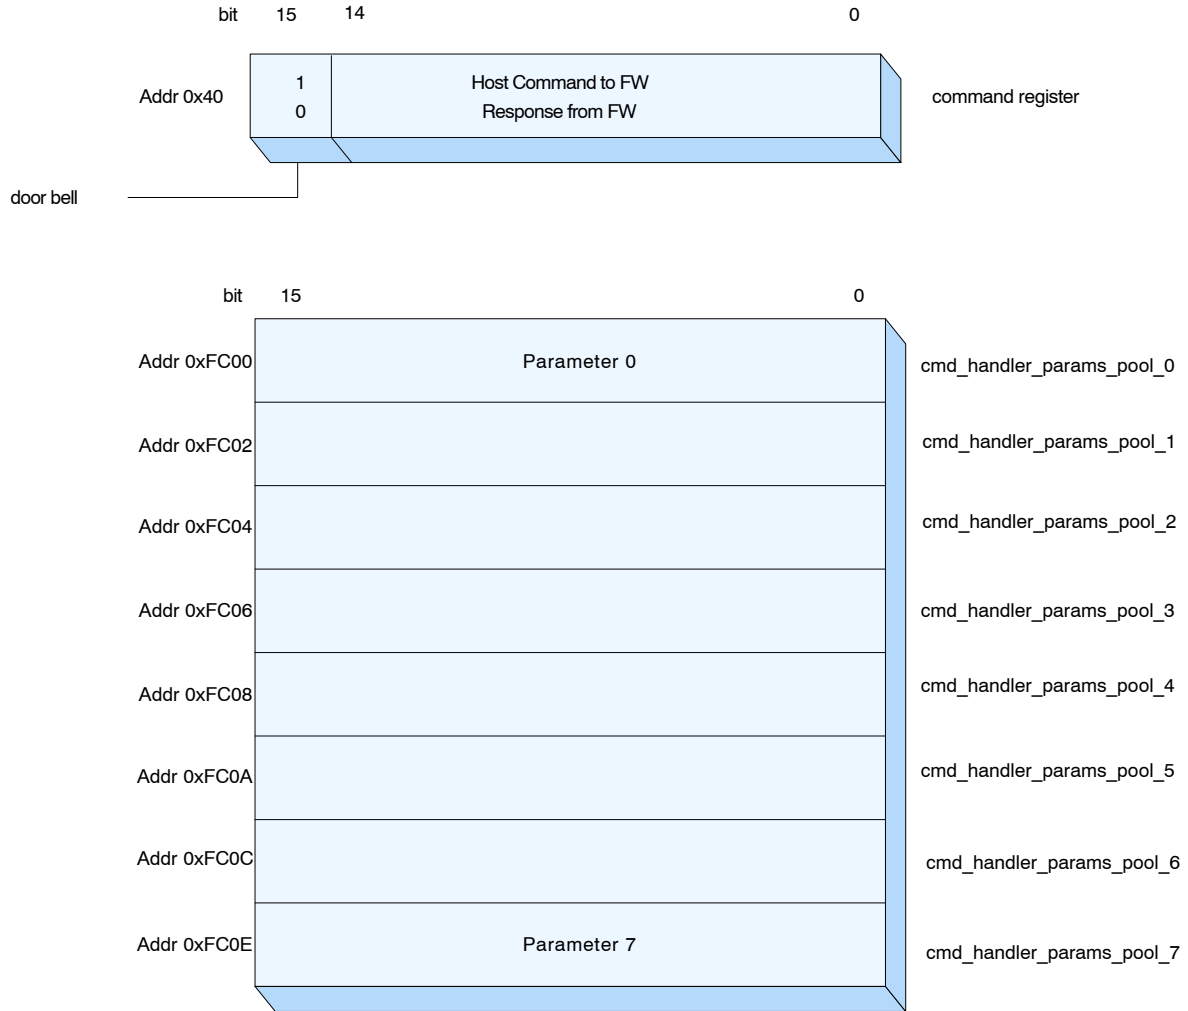 bit 15 14 0
Addr 0x40 1 Host Command to FW command register
0 Response from FW
door bell
bit 15 0
Addr 0xFC00 Parameter 0 cmd_handler_params_pool_0
Addr 0xFC02 cmd_handler_params_pool_1
Addr 0xFC04 cmd_handler_params_pool_2
Addr 0xFC06 cmd_handler_params_pool_3
Addr 0xFC08 cmd_handler_params_pool_4
Addr 0xFC0A cmd_handler_params_pool_5
Addr 0xFC0C cmd_handler_params_pool_6
Addr 0xFC0E Parameter 7 cmd_handler_params_pool_7